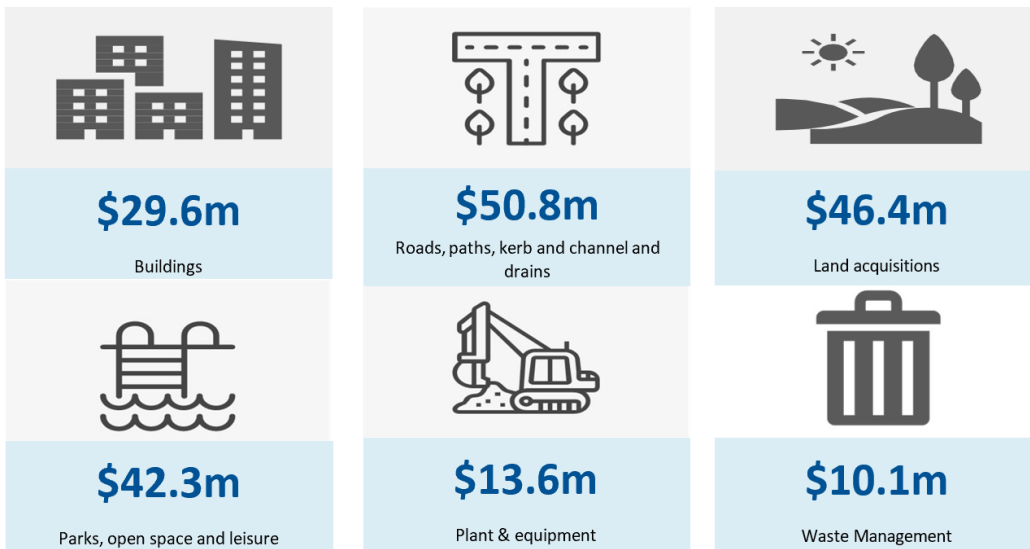 $29.6m
Buildings
$50.8m
Roads, paths, kerb and channel and
drains
$46.4m
Land acquisitions
$42.3m
Parks, open space and leisure
$13.6m
Plant & equipment
$10.1m
Waste Management